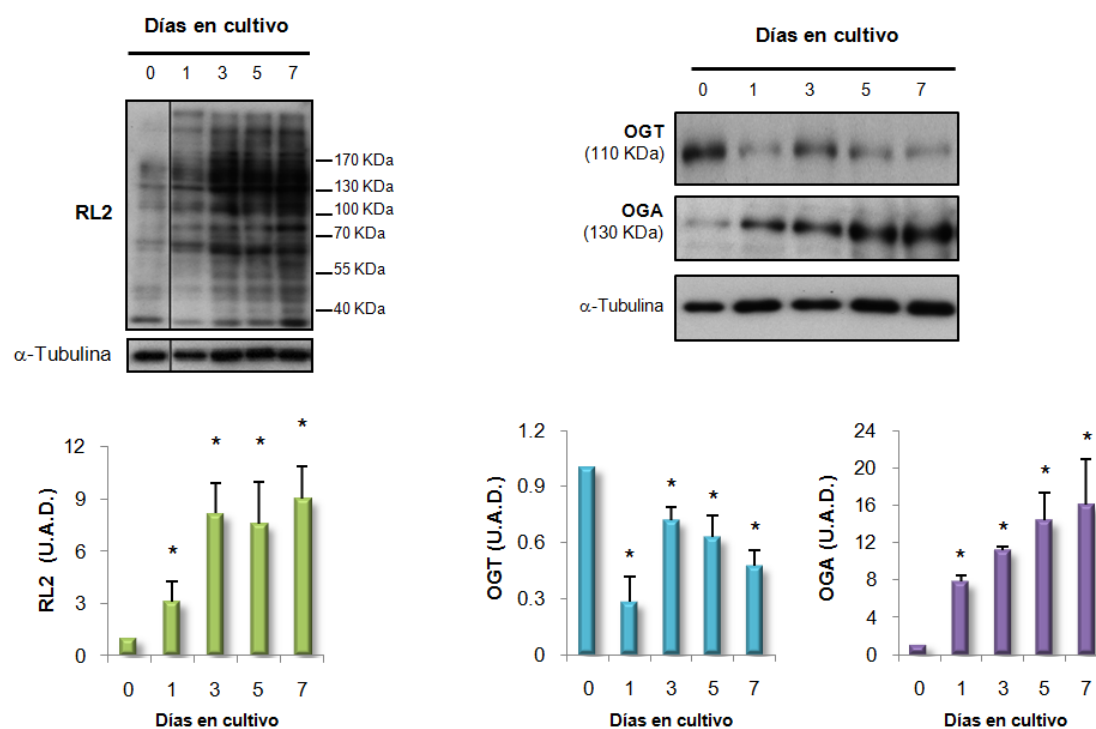 Días en cultivo
0 1 3 5 7
RL2
170 KDa
130 KDa
100 KDa
70 KDa
55 KDa
40 KDa
α-Tubulina
Días en cultivo
0 1 3 5 7
OGT
(110 KDa)
OGA
(130 KDa)
α-Tubulina
RL2 (U.A.D.)
12
9
6
3
0
* * * *
0 1 3 5 7
Días en cultivo
OGT (U.A.D.)
1.2
0.9
0.6
0.3
0
* * * *
0 1 3 5 7
Días en cultivo
OGA (U.A.D.)
24
20
16
12
8
4
0
* * * *
0 1 3 5 7
Días en cultivo